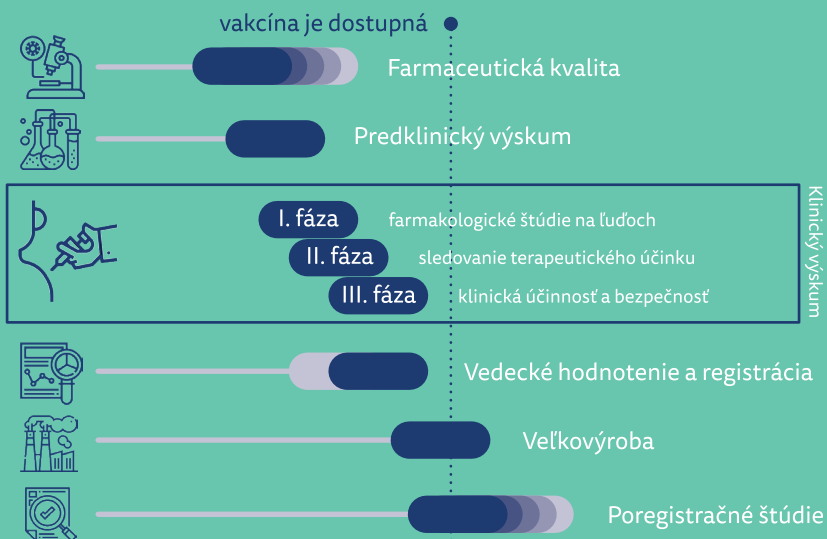 vakcína je dostupná
Farmaceutická kvalita
Predklinický výskum
Klinický výskum
I. fáza farmakologické štúdie na ľuďoch
II. fáza sledovanie terapeutického účinku
III. fáza klinická účinnosť a bezpečnosť
Vedecké hodnotenie a registrácia
Veľkovýroba
Poregistračné štúdie